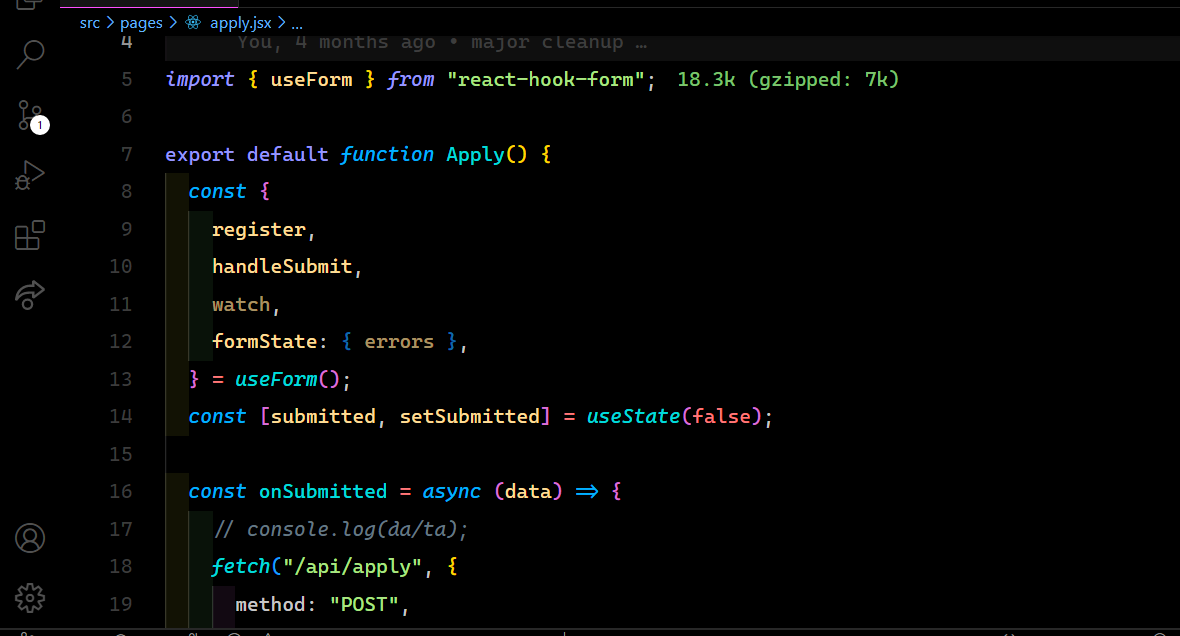 src > pages > apply.jsx > ...
4 You, 4 months ago • major cleanup …
5 import { useForm } from "react-hook-form"; 18.3k (gzipped: 7k)
6
7 export default function Apply() {
8 const {
9 register,
10 handleSubmit,
11 watch,
12 formState: { errors },
13 } = useForm();
14 const [submitted, setSubmitted] = useState(false);
15
16 const onSubmitted = async (data) => {
17 // console.log(da/ta);
18 fetch("/api/apply", {
19 method: "POST",
1